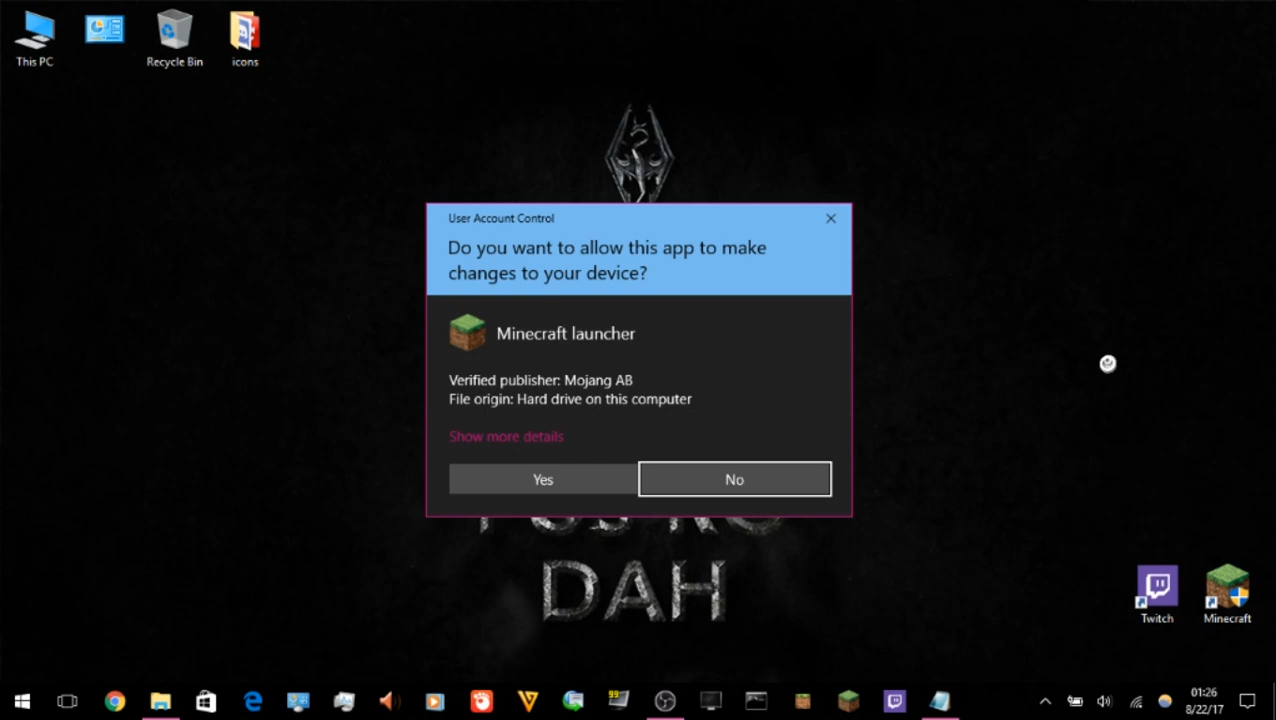 This PC
Recycle Bin
icons
User Account Control
Do you want to allow this app to make
changes to your device?
Minecraft launcher
Verified publisher: Mojang AB
File origin: Hard drive on this computer
Show more details
Yes
No
DAH
Twitch
Minecraft
99
01:26
8/22/17